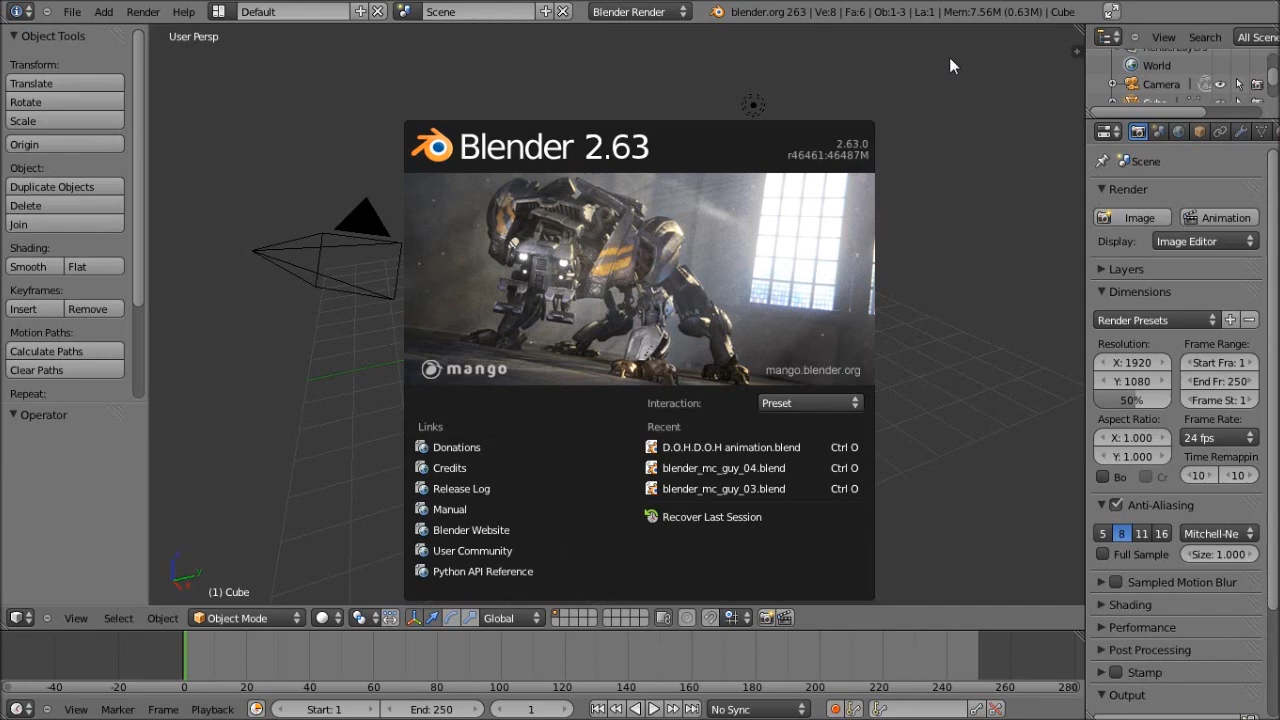 File Add Render Help Default Scene Blender Render blender.org 263 | Ve:8 | Fa:6 | Ob:1-3 | La:1 | Mem:7.56M (0.63M) | Cube
Object Tools
Transform:
Translate
Rotate
Scale
Origin
Object:
Duplicate Objects
Delete
Join
Shading:
Smooth Flat
Keyframes:
Insert Remove
Motion Paths:
Calculate Paths
Clear Paths
Repeat:
Operator
User Persp
Blender 2.63
2.63.0
r46461:46487M
mango
mango.blender.org
Interaction: Preset
Links
Donations
Credits
Release Log
Manual
Blender Website
User Community
Python API Reference
Recent
D.O.H.D.O.H animation.blend Ctrl O
blender_mc_guy_04.blend Ctrl O
blender_mc_guy_03.blend Ctrl O
Recover Last Session
(1) Cube
View Select Object Object Mode Global
-40 -20 0 20 40 60 80 100 120 140 160 180 200 220 240 260 280
View Marker Frame Playback Start: 1 End: 250 1 No Sync
View Search All Scene
World
Camera
Scene
Render
Image Animation
Display: Image Editor
Layers
Dimensions
Render Presets
Resolution: Frame Range:
X: 1920 Start Fra: 1
Y: 1080 End Fr: 250
50% Frame St: 1
Aspect Ratio: Frame Rate:
X: 1.000 24 fps
Y: 1.000 Time Remappin
Bo Cr 10 10
Anti-Aliasing
5 8 11 16 Mitchell-Ne
Full Sample Size: 1.000
Sampled Motion Blur
Shading
Performance
Post Processing
Stamp
Output